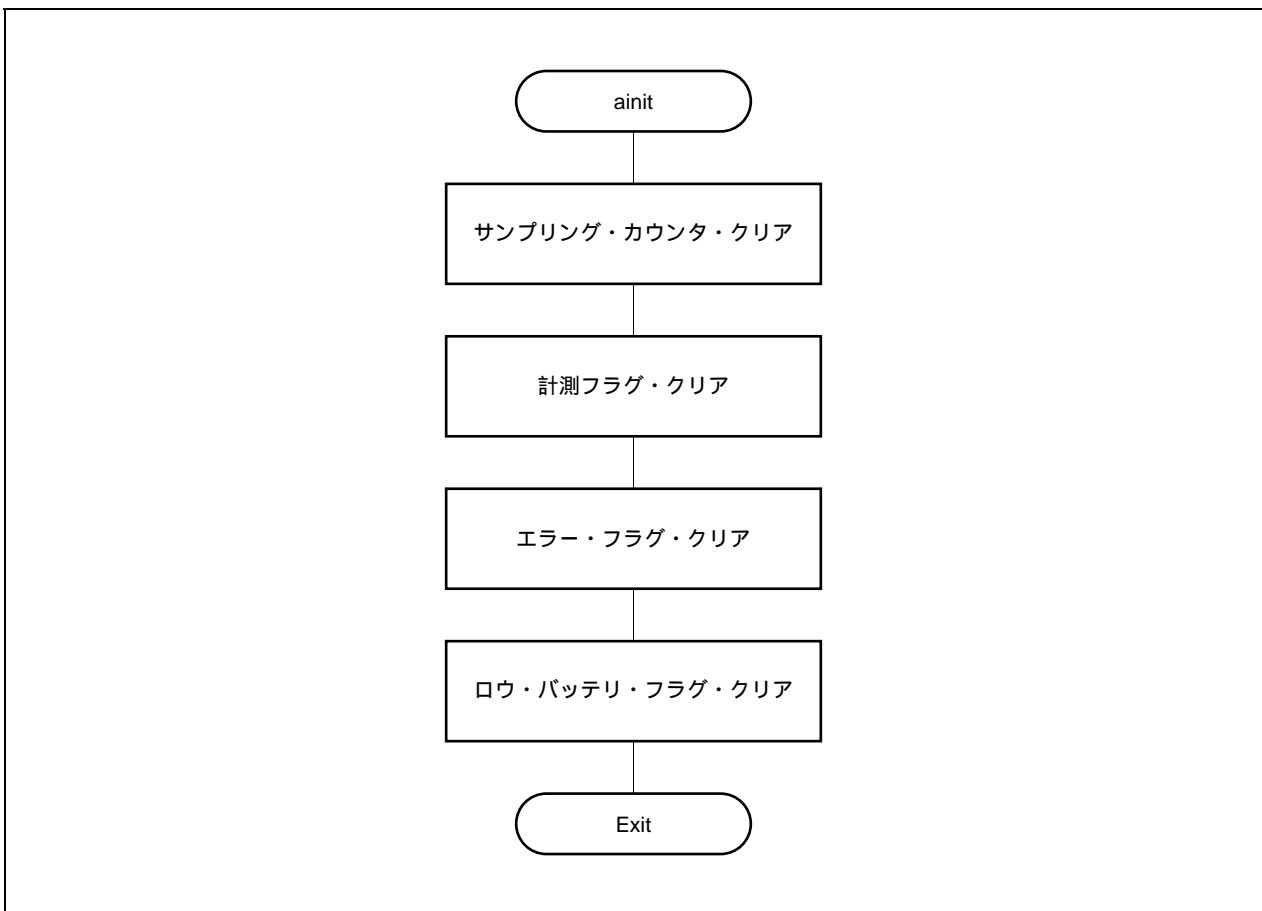 ainit
サンプリング・カウンタ・クリア
計測フラグ・クリア
エラー・フラグ・クリア
ロウ・バッテリ・フラグ・クリア
Exit